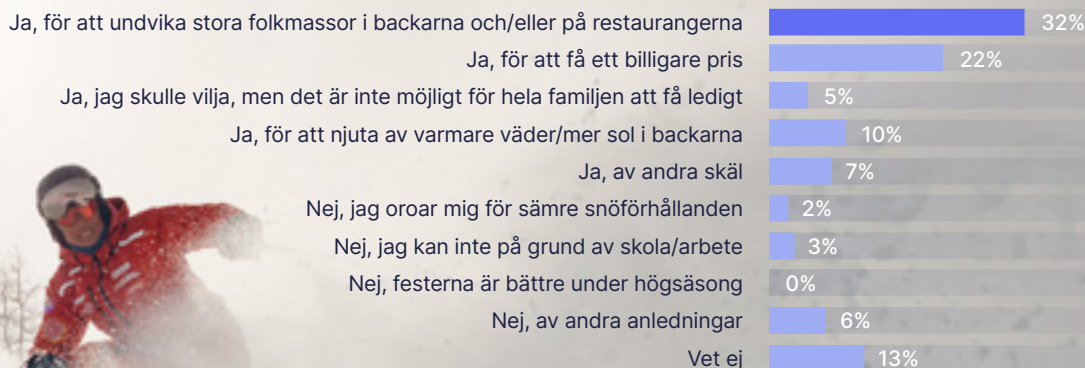 Ja, för att undvika stora folkmassor i backarna och/eller på restaurangerna 32%
Ja, för att få ett billigare pris 22%
Ja, jag skulle vilja, men det är inte möjligt för hela familjen att få ledigt 5%
Ja, för att njuta av varmare väder/mer sol i backarna 10%
Ja, av andra skäl 7%
Nej, jag oroar mig för sämre snöförhållanden 2%
Nej, jag kan inte på grund av skola/arbete 3%
Nej, festerna är bättre under högsäsong 0%
Nej, av andra anledningar 6%
Vet ej 13%